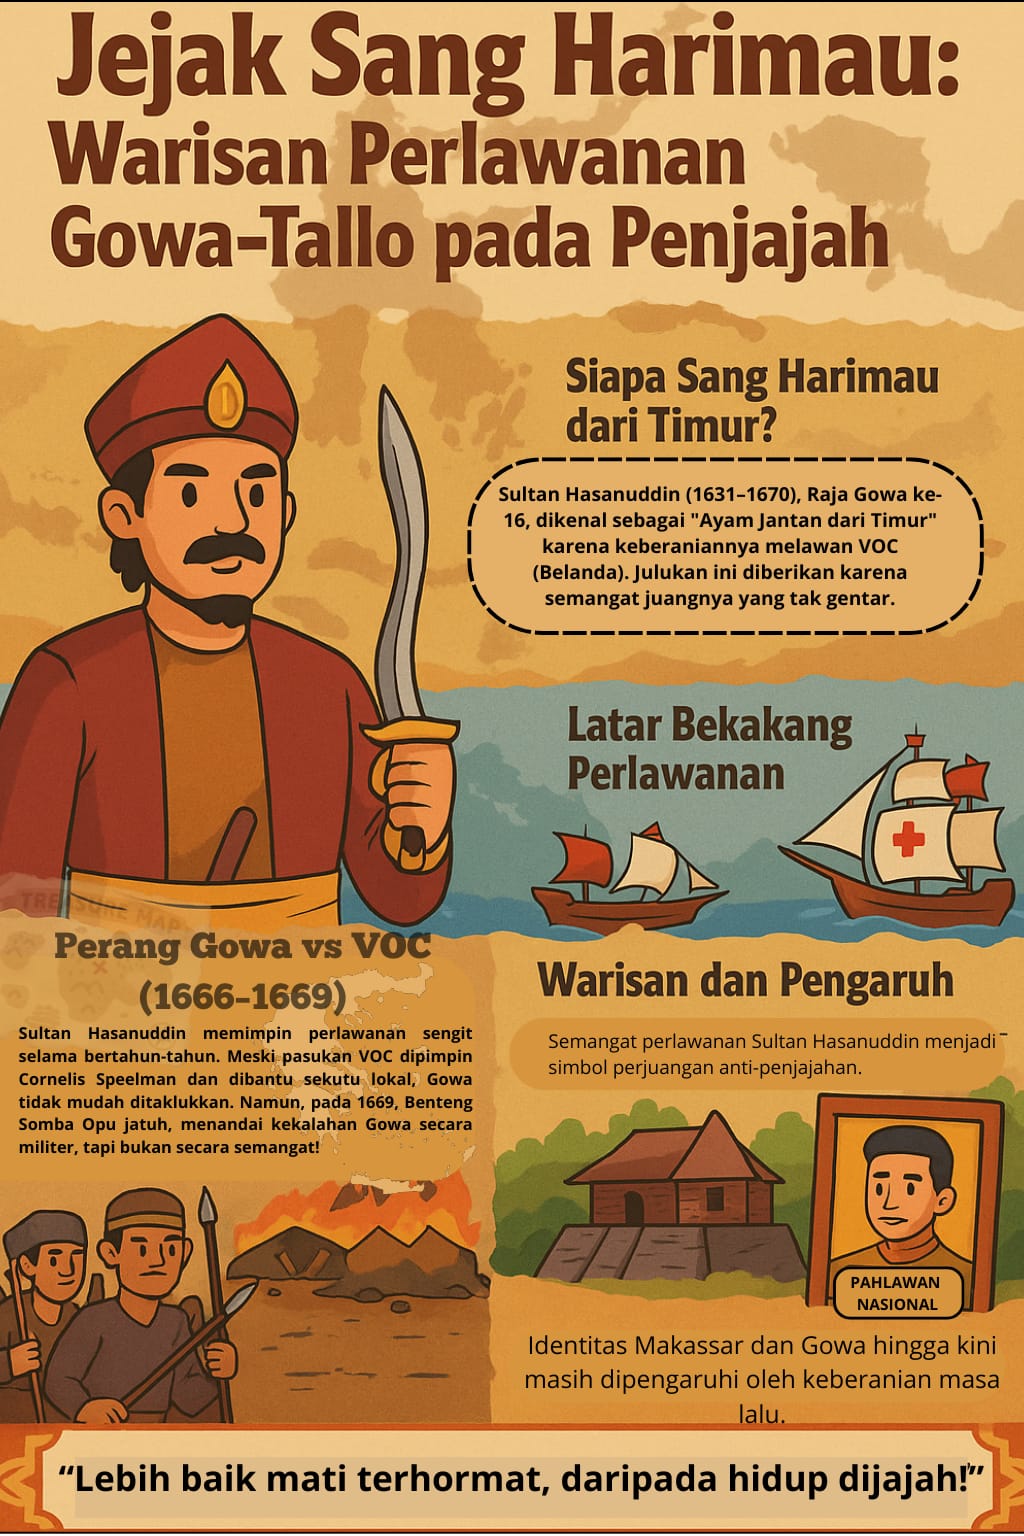 Jejak Sang Harimau:
Warisan Perlawanan
Gowa-Tallo pada Penjajah
Siapa Sang Harimau
dari Timur?
Sultan Hasanuddin (1631–1670), Raja Gowa ke-
16, dikenal sebagai "Ayam Jantan dari Timur"
karena keberaniannya melawan VOC
(Belanda). Julukan ini diberikan karena
semangat juangnya yang tak gentar.
Latar Bekakang
Perlawanan
TREASURE MAP
Perang Gowa vs VOC
(1666–1669)
Sultan Hasanuddin memimpin perlawanan sengit
selama bertahun-tahun. Meski pasukan VOC dipimpin
Cornelis Speelman dan dibantu sekutu lokal, Gowa
tidak mudah ditaklukkan. Namun, pada 1669, Benteng
Somba Opu jatuh, menandai kekalahan Gowa secara
militer, tapi bukan secara semangat!
Warisan dan Pengaruh
Semangat perlawanan Sultan Hasanuddin menjadi
simbol perjuangan anti-penjajahan.
PAHLAWAN
NASIONAL
Identitas Makassar dan Gowa hingga kini
masih dipengaruhi oleh keberanian masa
lalu.
“Lebih baik mati terhormat, daripada hidup dijajah!”